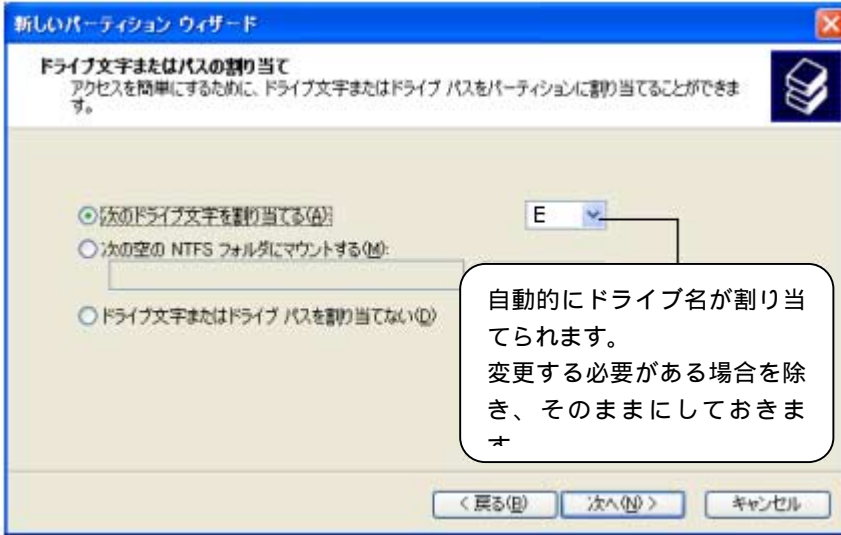 新しいパーティション ウィザード
ドライブ文字またはパスの割り当て
アクセスを簡単にするために、ドライブ文字またはドライブ パスをパーティションに割り当てることができま
す。
次のドライブ文字を割り当てる(A):
E
次の空の NTFS フォルダにマウントする(M):
ドライブ文字またはドライブ パスを割り当てない(D)
自動的にドライブ名が割り当
てられます。
変更する必要がある場合を除
き、そのままにしておきま
す
< 戻る(B)
次へ(N) >
キャンセル